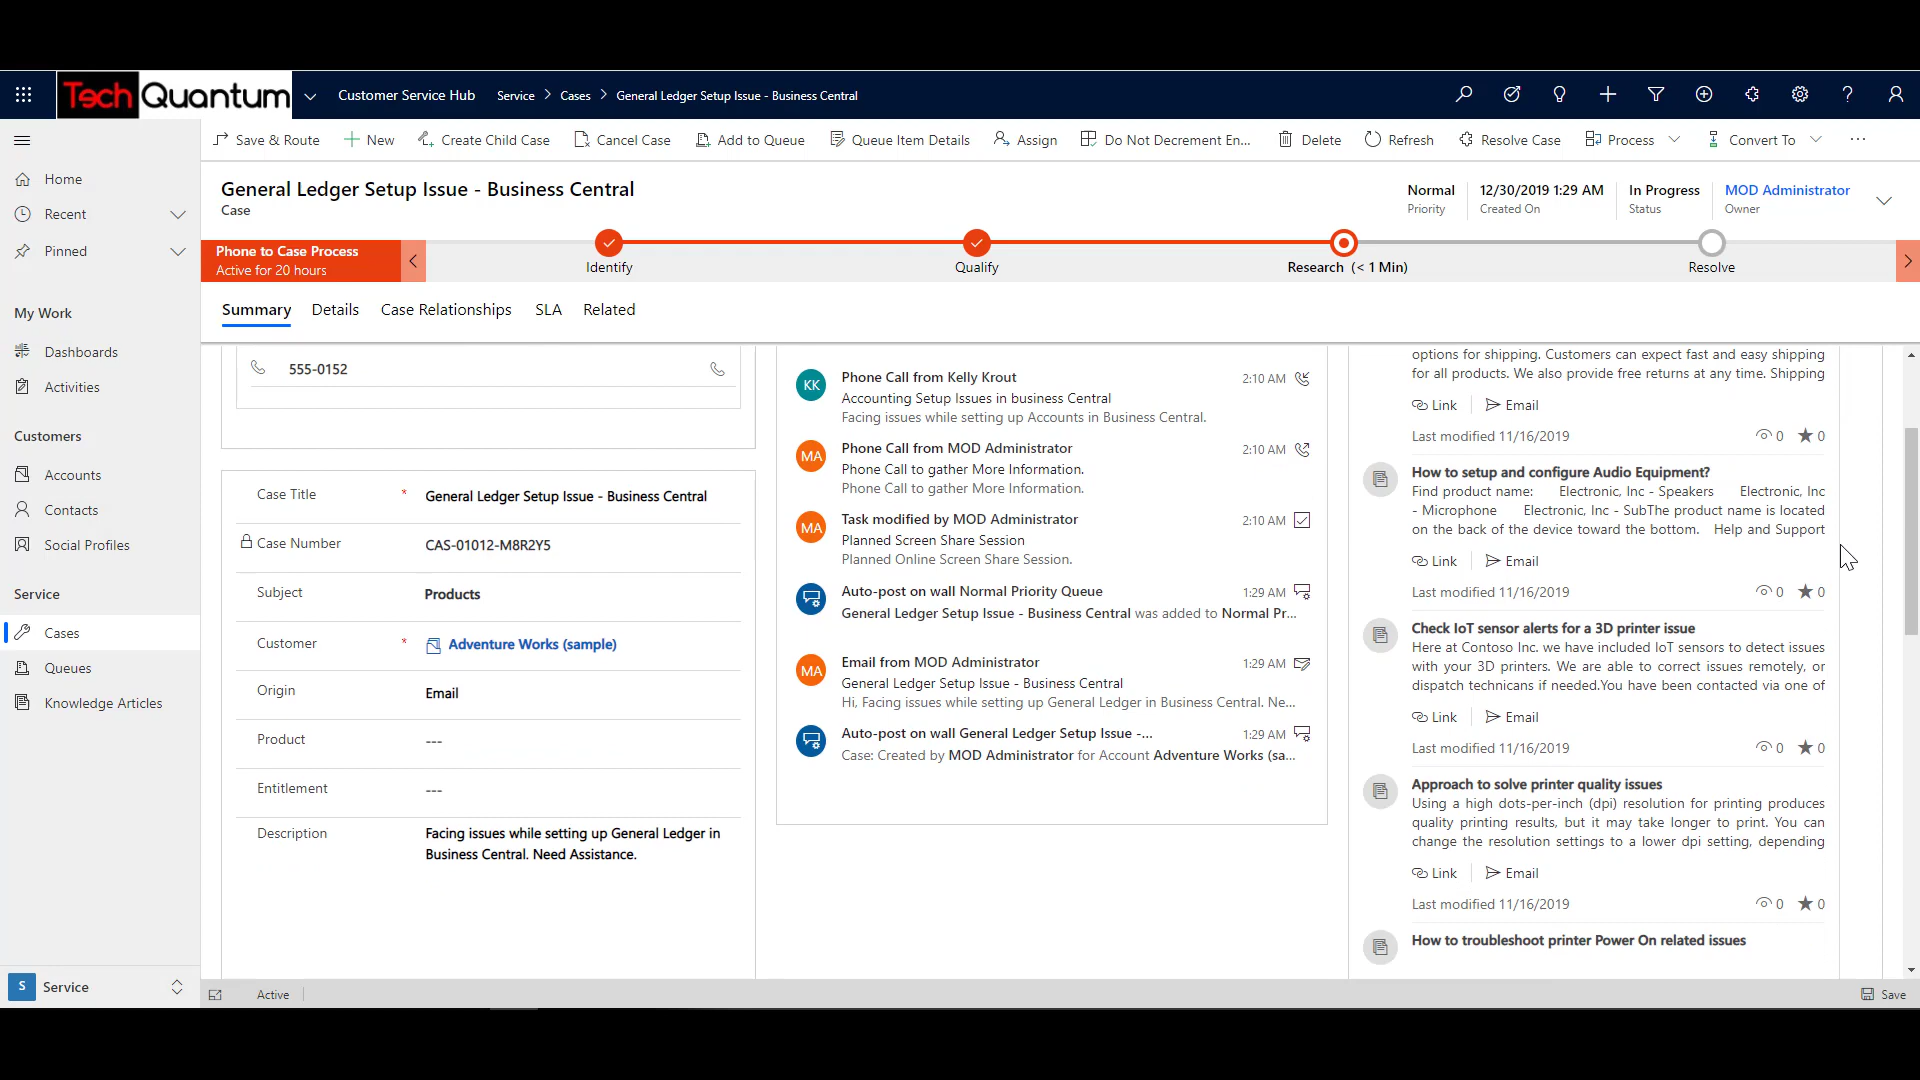 Tech Quantum
Customer Service Hub Service > Cases > General Ledger Setup Issue - Business Central
Save & Route New Create Child Case Cancel Case Add to Queue Queue Item Details Assign Do Not Decrement En... Delete Refresh Resolve Case Process Convert To
Home
Recent
Pinned
My Work
Dashboards
Activities
Customers
Accounts
Contacts
Social Profiles
Service
Cases
Queues
Knowledge Articles
S Service
General Ledger Setup Issue - Business Central
Case
Normal
Priority
12/30/2019 1:29 AM
Created On
In Progress
Status
MOD Administrator
Owner
Phone to Case Process
Active for 20 hours
Identify
Qualify
Research (< 1 Min)
Resolve
Summary Details Case Relationships SLA Related
555-0152
Case Title * General Ledger Setup Issue - Business Central
Case Number CAS-01012-M8R2Y5
Subject Products
Customer * Adventure Works (sample)
Origin Email
Product ---
Entitlement ---
Description Facing issues while setting up General Ledger in
Business Central. Need Assistance.
KK Phone Call from Kelly Krout 2:10 AM
Accounting Setup Issues in business Central
Facing issues while setting up Accounts in Business Central.
MA Phone Call from MOD Administrator 2:10 AM
Phone Call to gather More Information.
Phone Call to gather More Information.
MA Task modified by MOD Administrator 2:10 AM
Planned Screen Share Session
Planned Online Screen Share Session.
Auto-post on wall Normal Priority Queue 1:29 AM
General Ledger Setup Issue - Business Central was added to Normal Pr...
MA Email from MOD Administrator 1:29 AM
General Ledger Setup Issue - Business Central
Hi, Facing issues while setting up General Ledger in Business Central. Ne...
Auto-post on wall General Ledger Setup Issue -... 1:29 AM
Case: Created by MOD Administrator for Account Adventure Works (sa...
options for shipping. Customers can expect fast and easy shipping
for all products. We also provide free returns at any time. Shipping
Link Email
Last modified 11/16/2019 0 0
How to setup and configure Audio Equipment?
Find product name: Electronic, Inc - Speakers Electronic, Inc
- Microphone Electronic, Inc - SubThe product name is located
on the back of the device toward the bottom. Help and Support
Link Email
Last modified 11/16/2019 0 0
Check IoT sensor alerts for a 3D printer issue
Here at Contoso Inc. we have included IoT sensors to detect issues
with your 3D printers. We are able to correct issues remotely, or
dispatch technicans if needed.You have been contacted via one of
Link Email
Last modified 11/16/2019 0 0
Approach to solve printer quality issues
Using a high dots-per-inch (dpi) resolution for printing produces
quality printing results, but it may take longer to print. You can
change the resolution settings to a lower dpi setting, depending
Link Email
Last modified 11/16/2019 0 0
How to troubleshoot printer Power On related issues
Active
Save